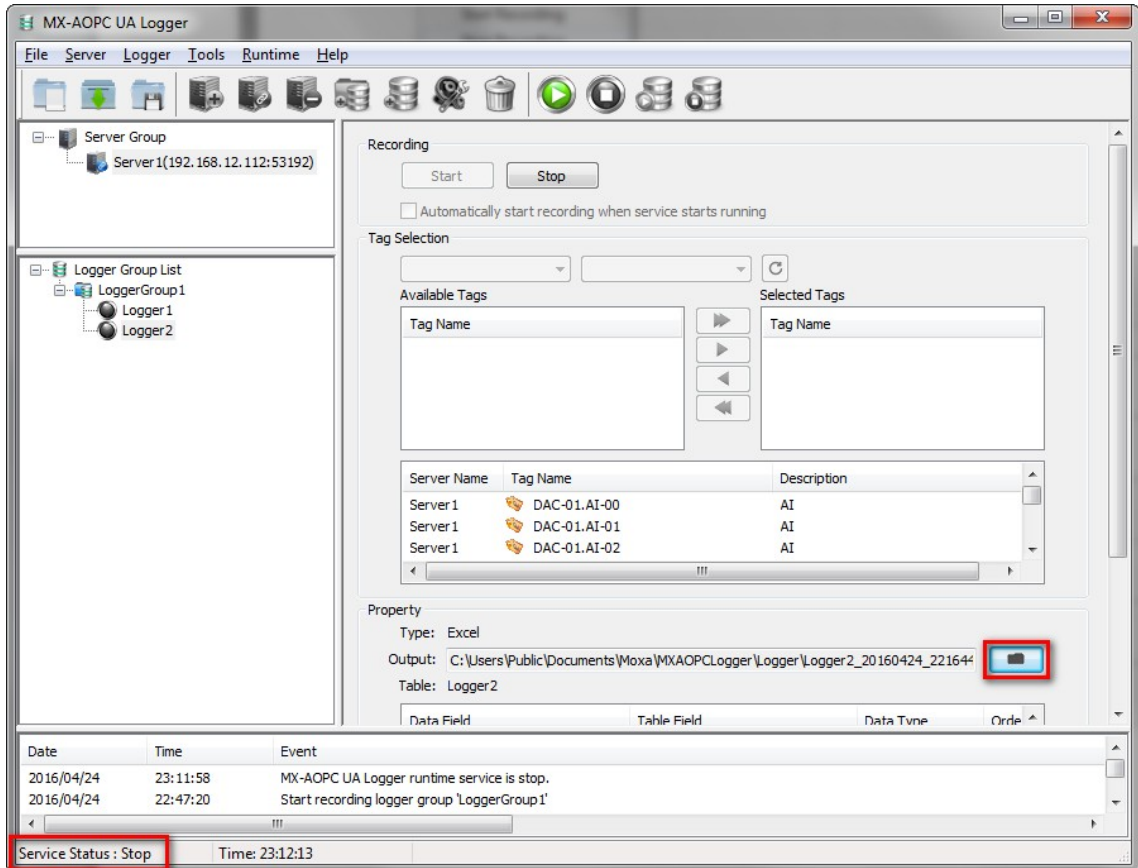 MX-AOPC UA Logger
File Server Logger Tools Runtime Help
Server Group
Server1(192.168.12.112:53192)
Logger Group List
LoggerGroup1
Logger1
Logger2
Recording
Start Stop
Automatically start recording when service starts running
Tag Selection
Available Tags Selected Tags
Tag Name Tag Name
Server Name Tag Name Description
Server1 DAC-01.AI-00 AI
Server1 DAC-01.AI-01 AI
Server1 DAC-01.AI-02 AI
Property
Type: Excel
Output: C:\Users\Public\Documents\Moxa\MXAOPCLogger\Logger\Logger2_20160424_221644
Table: Logger2
Data Field Table Field Data Type Orde
Date Time Event
2016/04/24 23:11:58 MX-AOPC UA Logger runtime service is stop.
2016/04/24 22:47:20 Start recording logger group 'LoggerGroup1'
Service Status : Stop Time: 23:12:13